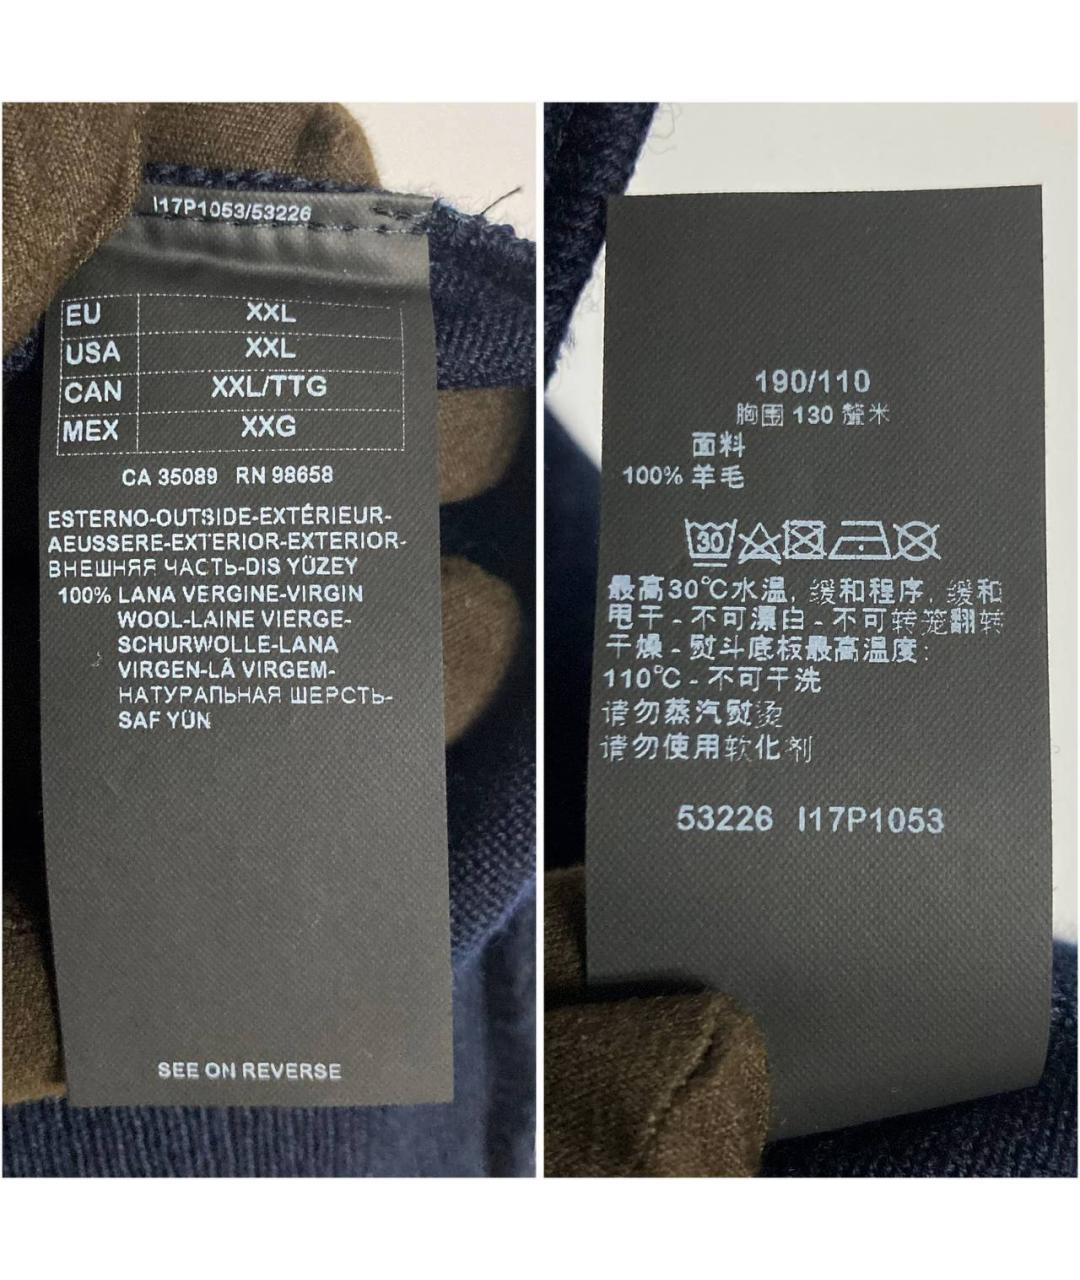 I17P1053/53226
EU XXL
USA XXL
CAN XXL/TTG
MEX XXG
CA 35089 RN 98658
ESTERNO-OUTSIDE-EXTÉRIEUR-
AEUSSERE-EXTERIOR-EXTERIOR-
ВНЕШНЯЯ ЧАСТЬ-DIS YÜZEY
100% LANA VERGINE-VIRGIN
WOOL-LAINE VIERGE-
SCHURWOLLE-LANA
VIRGEN-LÃ VIRGEM-
НАТУРАЛЬНАЯ ШЕРСТЬ-
SAF YÜN
SEE ON REVERSE
190/110
胸围 130 釐米
面料
100% 羊毛
30
最高30°C水温, 缓和程序, 缓和
甩干 - 不可漂白 - 不可转笼翻转
干燥 - 熨斗底板最高温度:
110°C - 不可干洗
请勿蒸汽熨烫
请勿使用软化剂
53226 I17P1053